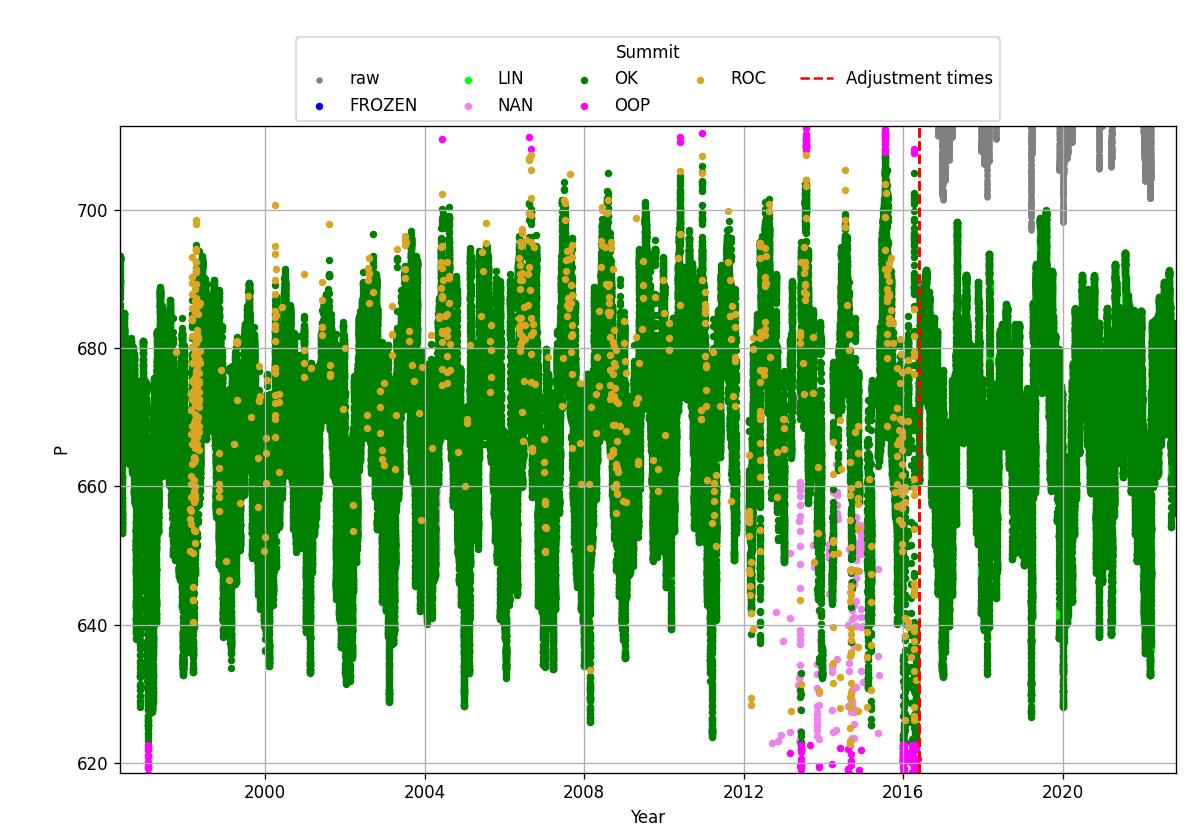 Summit
raw LIN OK ROC Adjustment times
FROZEN NAN OOP
700
680
660
640
620
P
2000 2004 2008 2012 2016 2020
Year